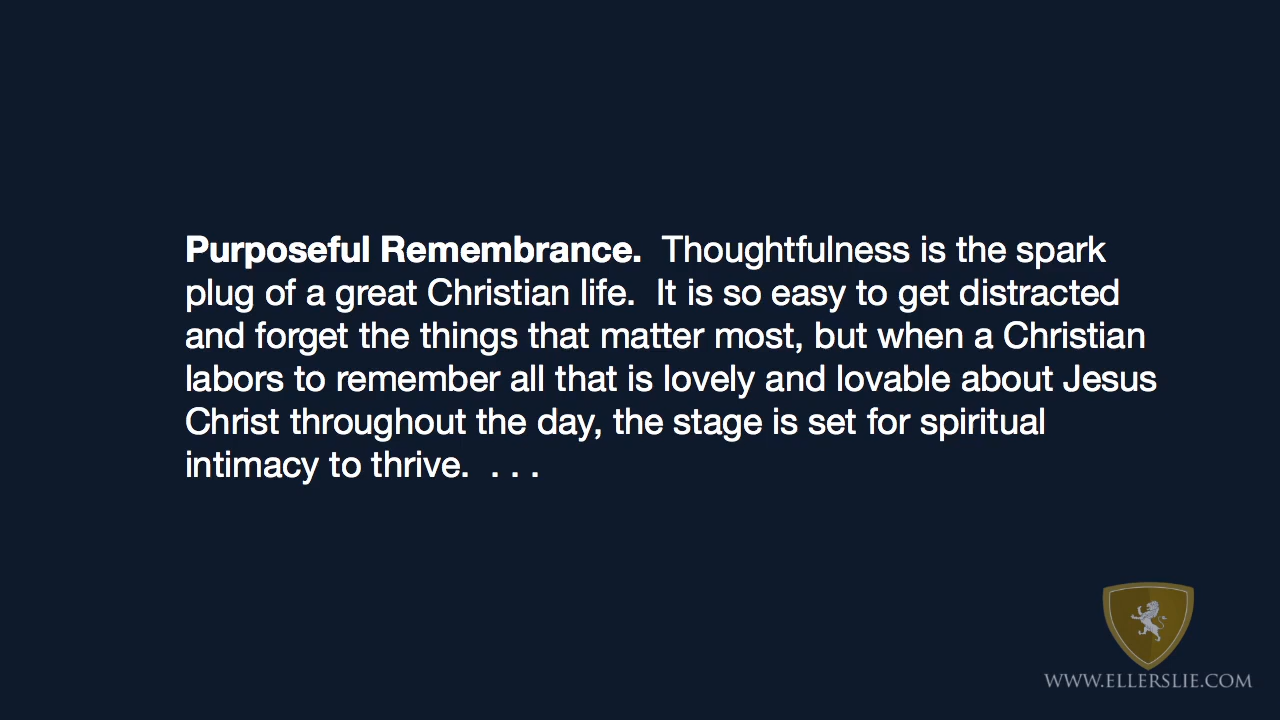 Purposeful Remembrance.  Thoughtfulness is the spark
plug of a great Christian life.  It is so easy to get distracted
and forget the things that matter most, but when a Christian
labors to remember all that is lovely and lovable about Jesus
Christ throughout the day, the stage is set for spiritual
intimacy to thrive.  . . .
WWW.ELLERSLIE.COM